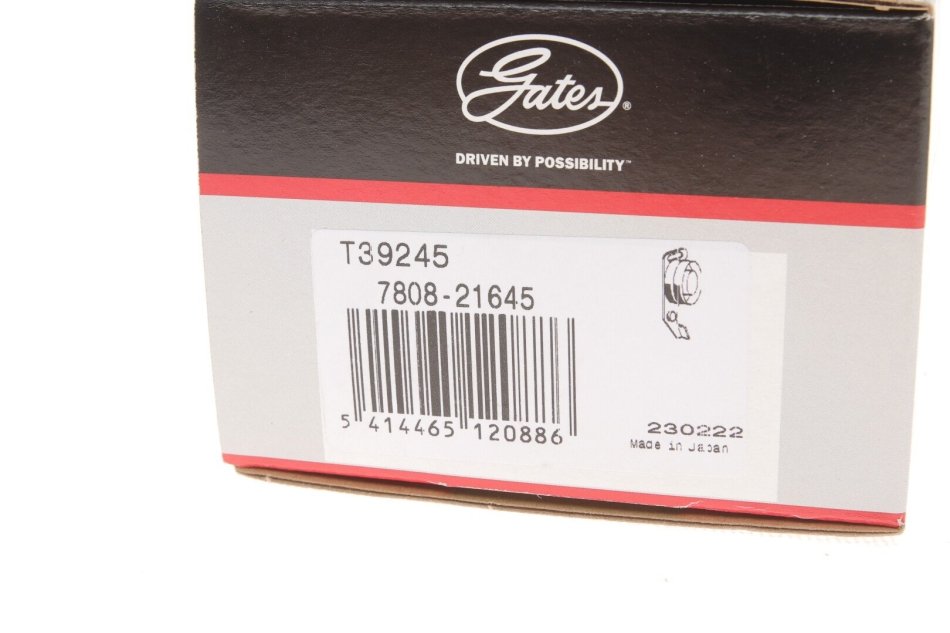 Gates®
DRIVEN BY POSSIBILITY™
T39245
7808-21645
5 414465 120886
230222
Made in Japan